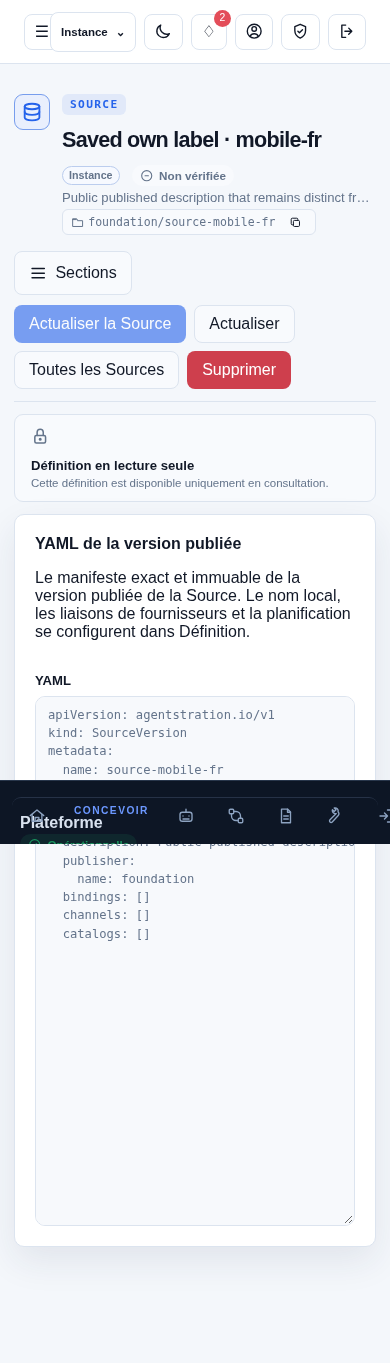 Instance
2
SOURCE
Saved own label · mobile-fr
Instance
Non vérifiée
Public published description that remains distinct fr…
foundation/source-mobile-fr
Sections
Actualiser la Source
Actualiser
Toutes les Sources
Supprimer
Définition en lecture seule
Cette définition est disponible uniquement en consultation.
YAML de la version publiée
Le manifeste exact et immuable de la
version publiée de la Source. Le nom local,
les liaisons de fournisseurs et la planification
se configurent dans Définition.
YAML
apiVersion: agentstration.io/v1
kind: SourceVersion
metadata:
name: source-mobile-fr
CONCEVOIR
Plateforme
description: Public published descriptio
publisher:
name: foundation
bindings: []
channels: []
catalogs: []